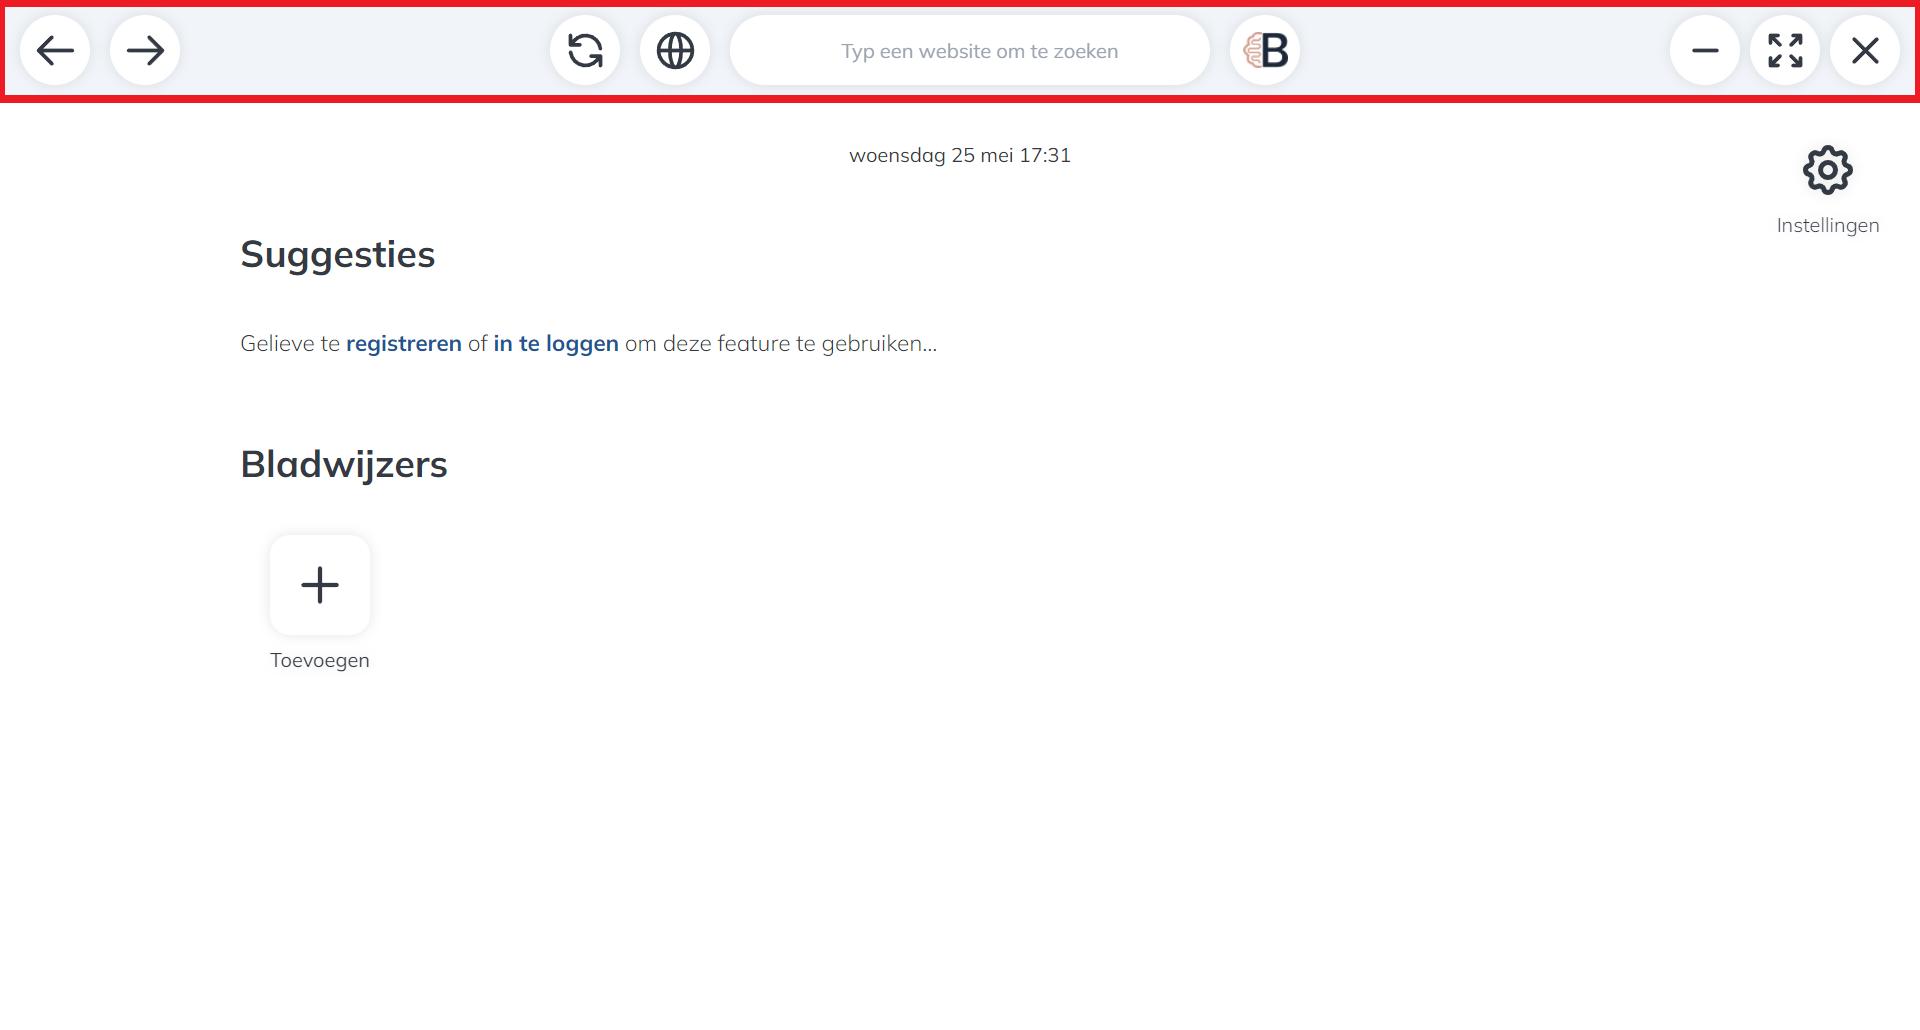 Typ een website om te zoeken
B
woensdag 25 mei 17:31
Instellingen
Suggesties
Gelieve te registreren of in te loggen om deze feature te gebruiken...
Bladwijzers
Toevoegen